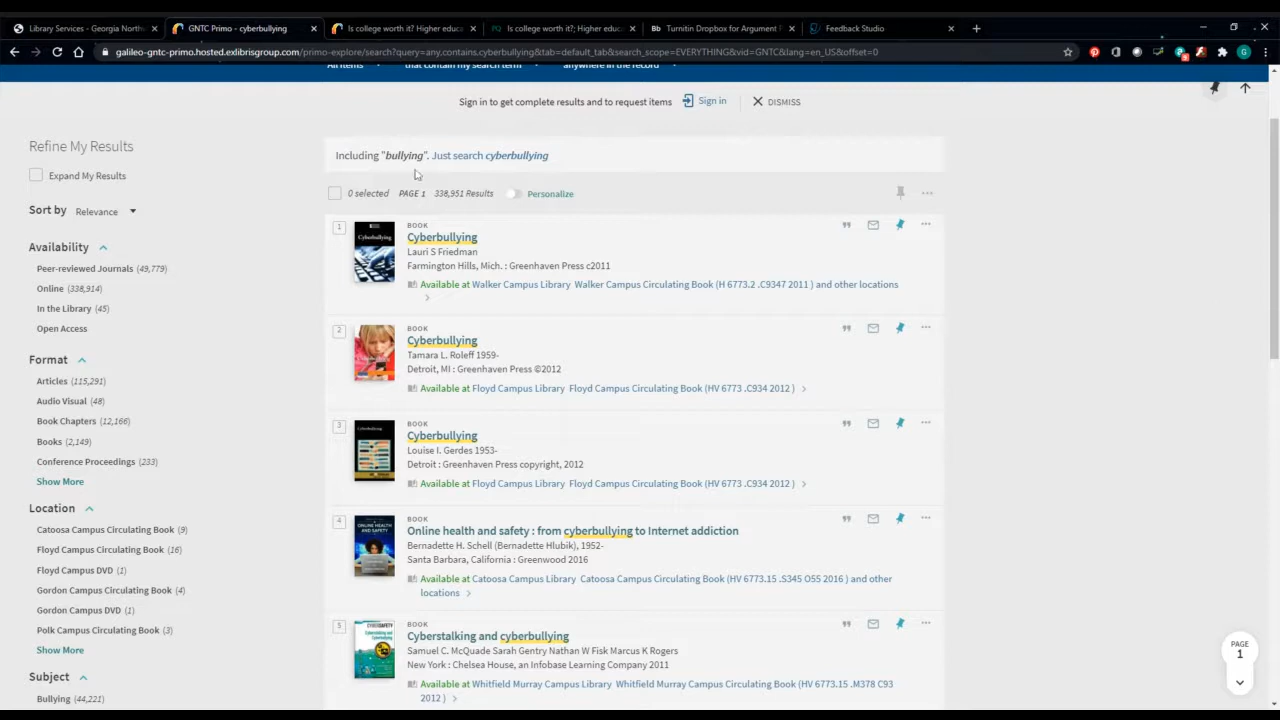 Library Services - Georgia North
GNTC Primo - cyberbullying
Is college worth it? Higher educa
Is college worth it?; Higher educ
Bb Turnitin Dropbox for Argument
Feedback Studio
galileo-gntc-primo.hosted.exlibrisgroup.com/primo-explore/search?query=any,contains,cyberbullying&tab=default_tab&search_scope=EVERYTHING&vid=GNTC&lang=en_US&offset=0
All items that contain my search term anywhere in the record
Sign in to get complete results and to request items Sign in DISMISS
Refine My Results
Expand My Results
Sort by Relevance
Availability
Peer-reviewed Journals (49,779)
Online (338,914)
In the Library (45)
Open Access
Format
Articles (115,291)
Audio Visual (48)
Book Chapters (12,166)
Books (2,149)
Conference Proceedings (233)
Show More
Location
Catoosa Campus Circulating Book (9)
Floyd Campus Circulating Book (16)
Floyd Campus DVD (1)
Gordon Campus Circulating Book (4)
Gordon Campus DVD (1)
Polk Campus Circulating Book (3)
Show More
Subject
Bullying (44,221)
Including "bullying". Just search cyberbullying
0 selected PAGE 1 338,951 Results Personalize
1
BOOK
Cyberbullying
Lauri S Friedman
Farmington Hills, Mich. : Greenhaven Press c2011
Available at Walker Campus Library Walker Campus Circulating Book (H 6773.2 .C9347 2011 ) and other locations
2
BOOK
Cyberbullying
Tamara L. Roleff 1959-
Detroit, MI : Greenhaven Press ©2012
Available at Floyd Campus Library Floyd Campus Circulating Book (HV 6773 .C934 2012 )
3
BOOK
Cyberbullying
Louise I. Gerdes 1953-
Detroit : Greenhaven Press copyright, 2012
Available at Floyd Campus Library Floyd Campus Circulating Book (HV 6773 .C934 2012 )
4
BOOK
Online health and safety : from cyberbullying to Internet addiction
Bernadette H. Schell (Bernadette Hlubik), 1952-
Santa Barbara, California : Greenwood 2016
Available at Catoosa Campus Library Catoosa Campus Circulating Book (HV 6773.15 .S345 O55 2016 ) and other
locations
5
BOOK
Cyberstalking and cyberbullying
Samuel C. McQuade Sarah Gentry Nathan W Fisk Marcus K Rogers
New York : Chelsea House, an Infobase Learning Company 2011
Available at Whitfield Murray Campus Library Whitfield Murray Campus Circulating Book (HV6773.15 .M378 C93
2012 )
PAGE
1